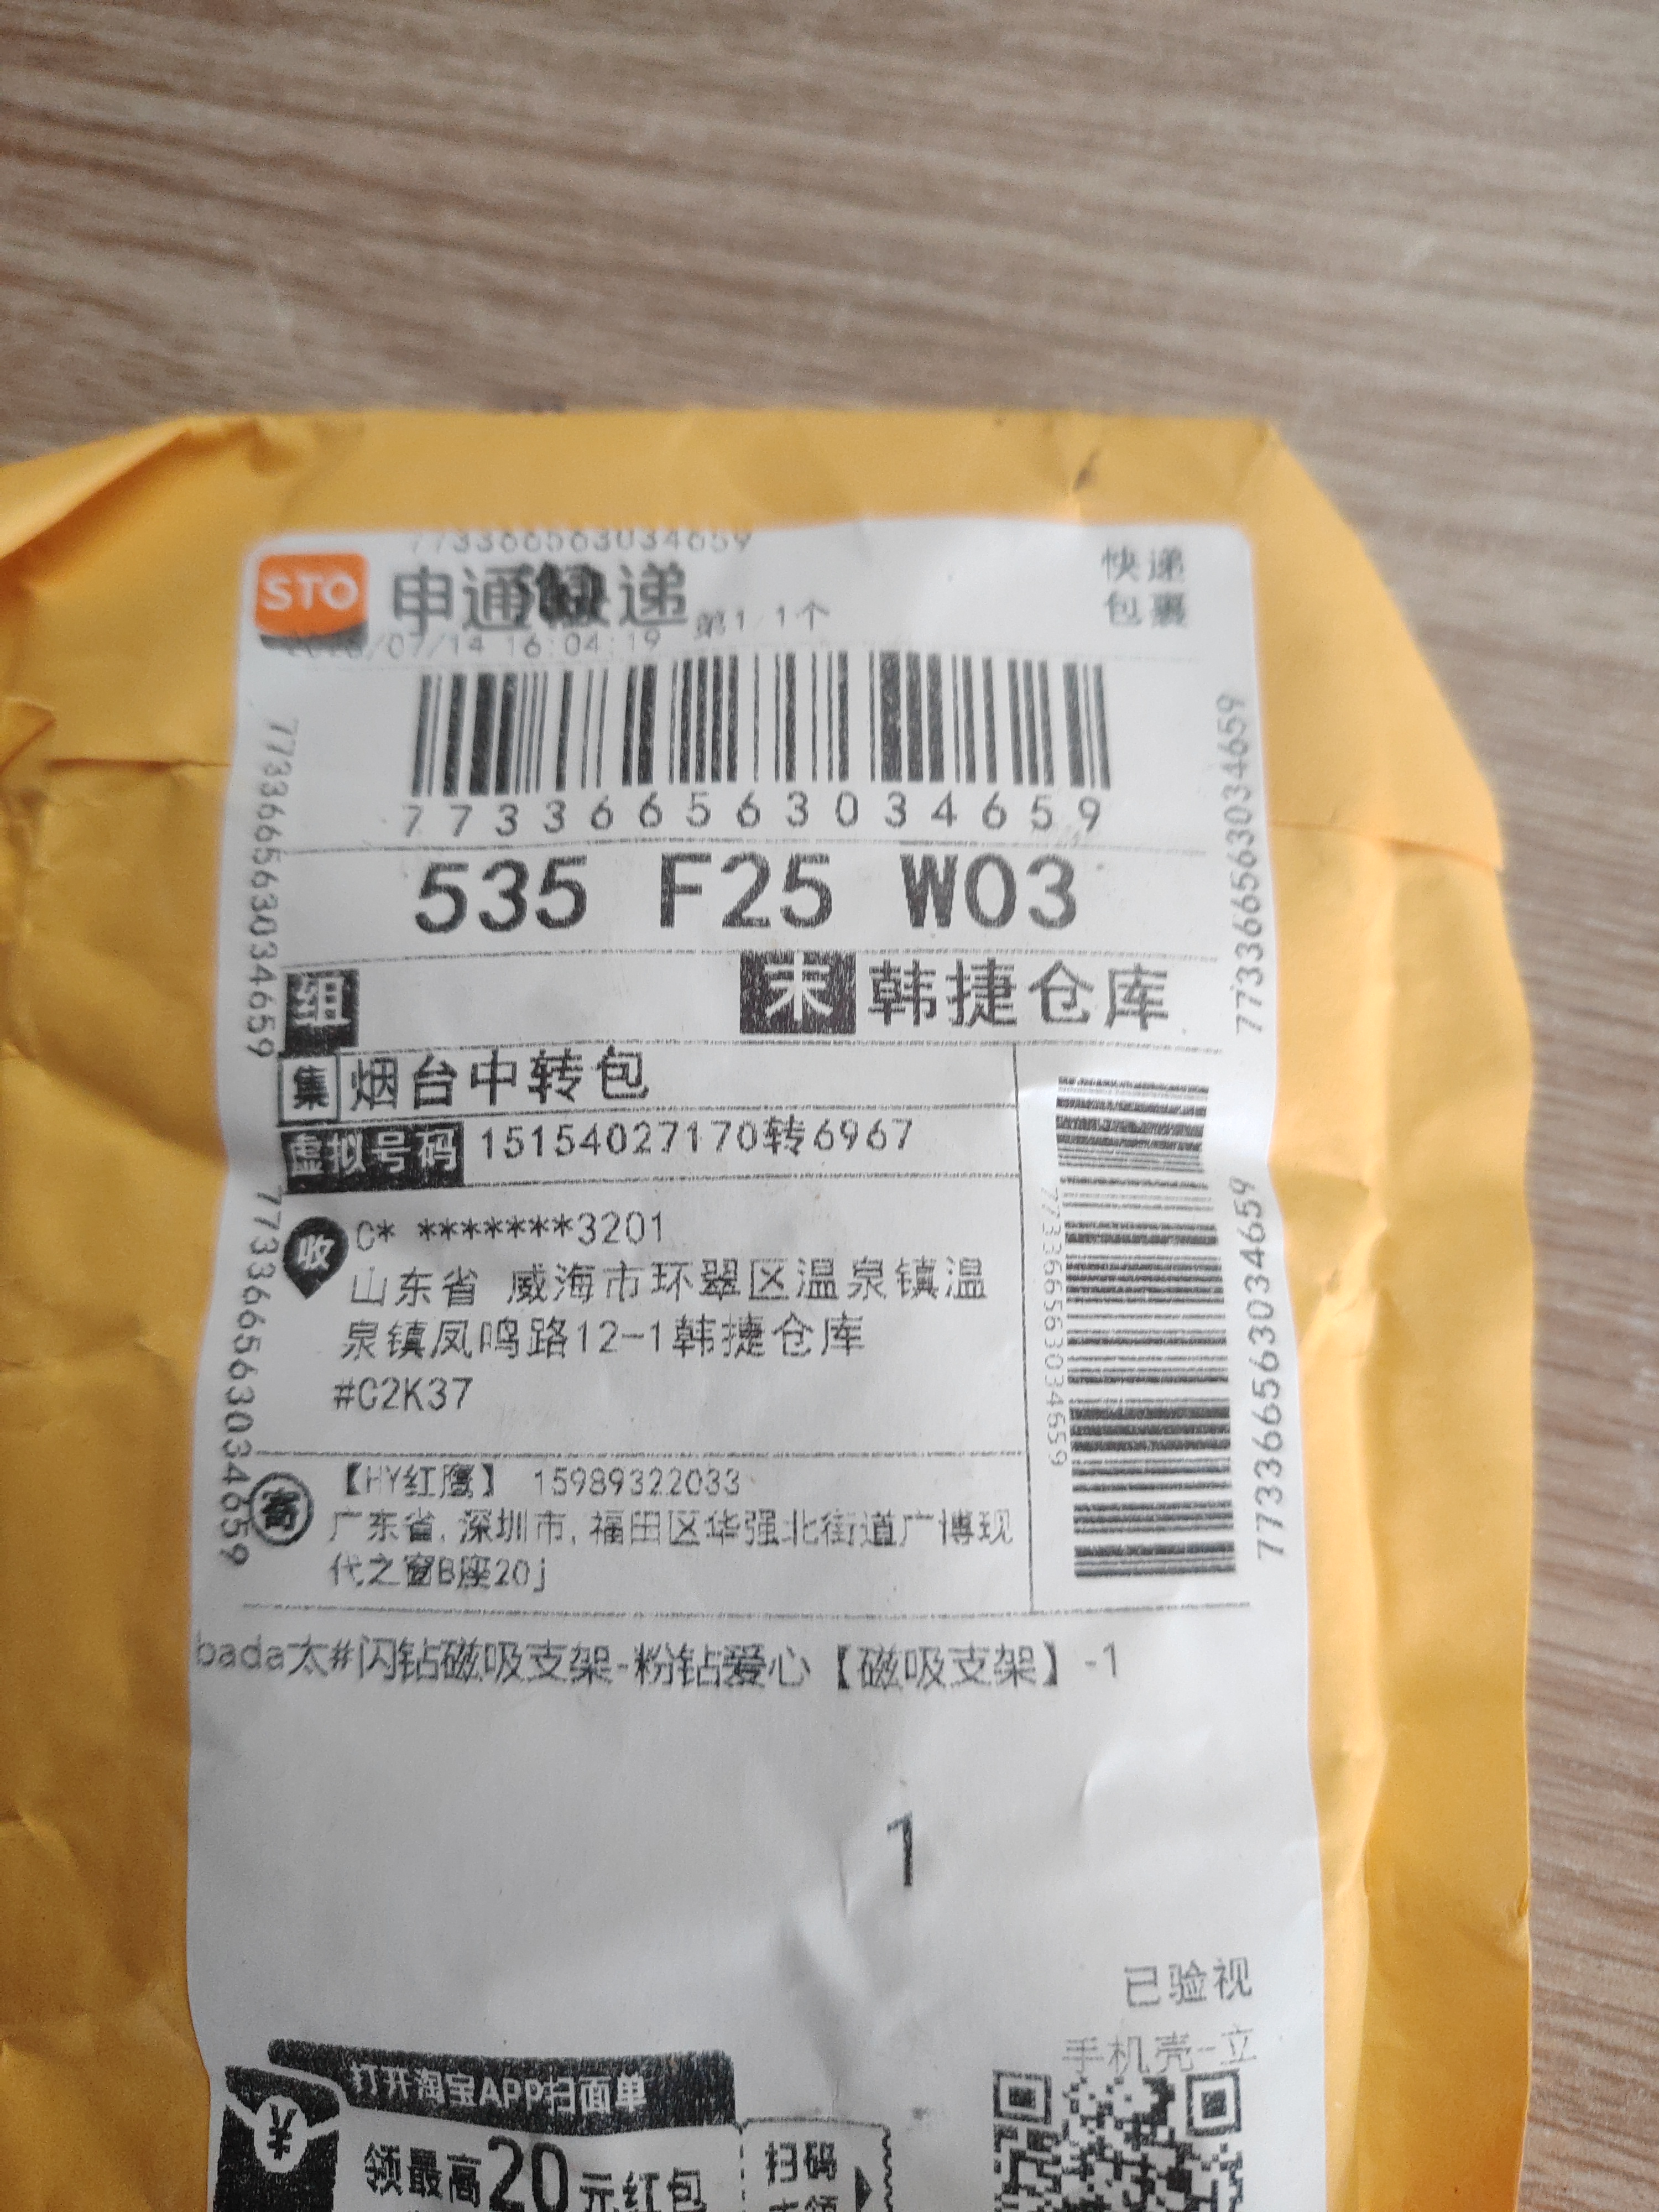 773366563034659
STO 申通快递
快递
包裹
/07/14 16:04:19 第1/1个
773366563034659
535 F25 W03
组
末 韩捷仓库
集 烟台中转包
虚拟号码 15154027170转6967
收 C* *******3201
山东省 威海市环翠区温泉镇温
泉镇凤鸣路12-1韩捷仓库
#C2K37
寄 【HY红鹰】 15989322033
广东省,深圳市,福田区华强北街道广博现
代之窗B座20j
773366563034659
773366563034659
773366563034659
773366563034659
773366563034659
bada太#闪钻磁吸支架-粉钻爱心【磁吸支架】-1
1
已验视
手机壳-立
打开淘宝APP扫面单
¥
领最高20元红包
扫码